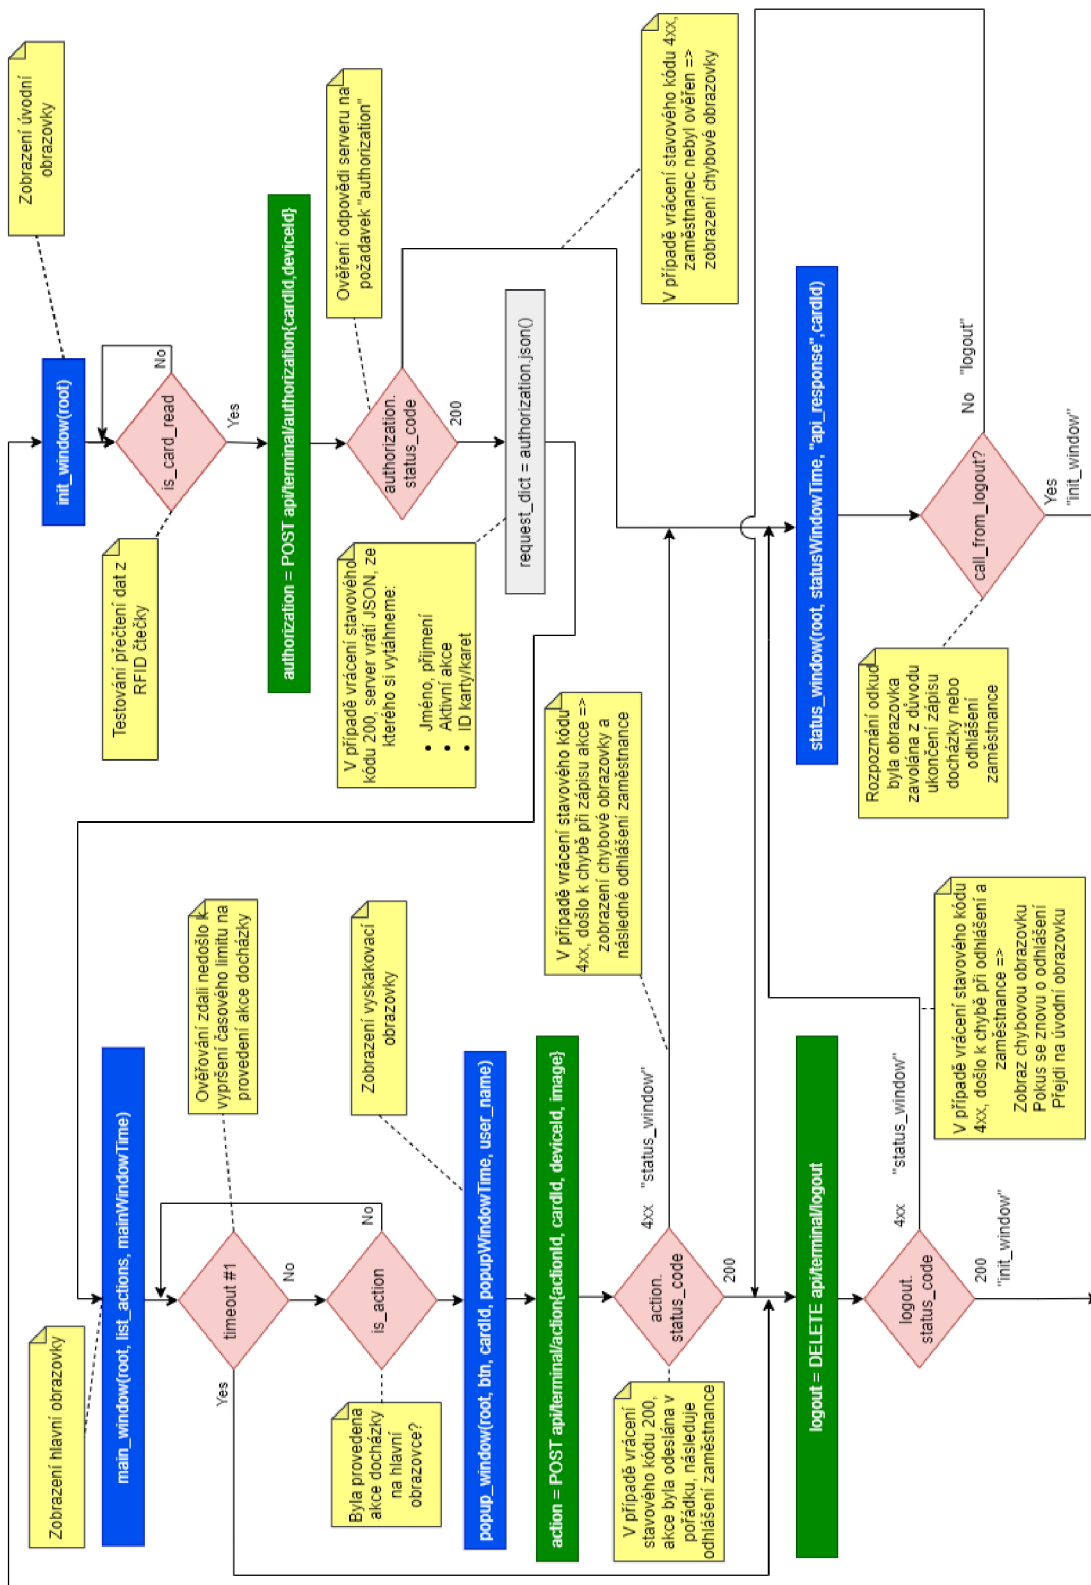 Zobrazení úvodní
obrazovky
init_window(root)
No
is_card_read
Yes
Testování přečtení dat z
RFID čtečky
authorization = POST api/terminal/authorization{cardId,deviceId}
Ověření odpovědi serveru na
požadavek "authorization"
authorization.
status_code
200
V případě vrácení stavového
kódu 200, server vrátí JSON, ze
kterého si vytáhneme:
• Jméno, přijmení
• Aktivní akce
• ID karty/karet
request_dict = authorization.json()
V případě vrácení stavového kódu 4xx,
zaměstnanec nebyl ověřen =>
zobrazení chybové obrazovky
Zobrazení hlavní obrazovky
main_window(root, list_actions, mainWindowTime)
Ověřování zdali nedošlo k
vypršení časového limitu na
provedení akce docházky
timeout #1
Yes
No
No
is_action
Byla provedena
akce docházky
na hlavní
obrazovce?
Zobrazení vyskakovací
obrazovky
popup_window(root, btn, cardId, popupWindowTime, user_name)
action = POST api/terminal/action{actionId, cardId, deviceId, image}
V případě vrácení stavového kódu
4xx, došlo k chybě při zápisu akce =>
zobrazení chybové obrazovky a
následné odhlášení zaměstnance
4xx "status_window"
action.
status_code
200
V případě vrácení
stavového kódu 200,
akce byla odeslána v
pořádku, následuje
odhlášení zaměstnance
status_window(root, statusWindowTime, "api_response",cardId)
No "logout"
call_from_logout?
Yes
"init_window"
Rozpoznání odkud
byla obrazovka
zavolána z důvodu
ukončení zápisu
docházky nebo
odhlášení
zaměstnance
logout = DELETE api/terminal/logout
4xx "status_window"
logout.
status_code
200
"init_window"
V případě vrácení stavového kódu
4xx, došlo k chybě při odhlášení a
zaměstnance =>
Zobraz chybovou obrazovku
Pokus se znovu o odhlášení
Přejdi na úvodní obrazovku